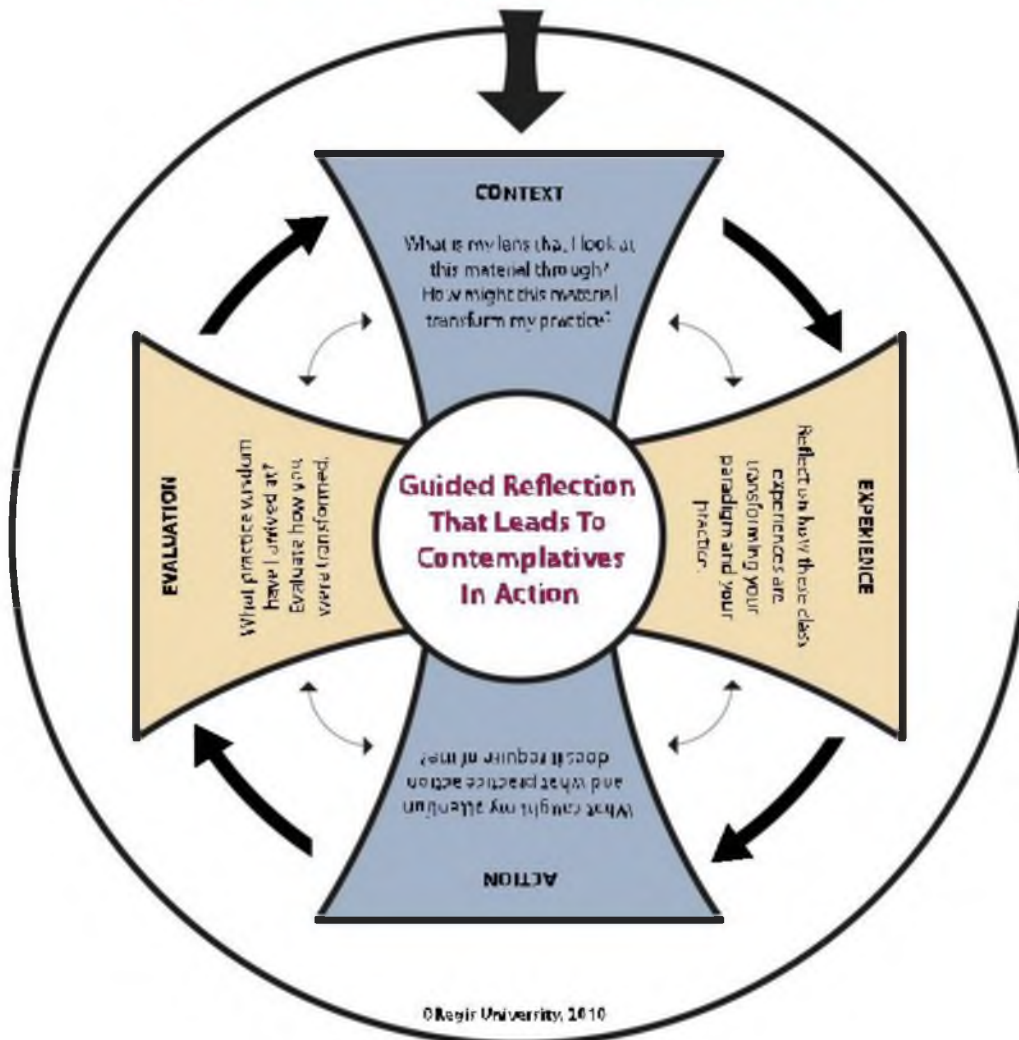 CONTEXT
What is my lens that I look at
this material through?
How might this material
transform my practice?
EXPERIENCE
Reflect on how these class
experiences are
transforming your
paradigm and your
practice.
ACTION
What caught my attention
and what practice action
does it require of me?
EVALUATION
What practice wisdom
have I arrived at?
Evaluate how you
were transformed.
Guided Reflection
That Leads To
Contemplatives
In Action
©Regis University, 2010